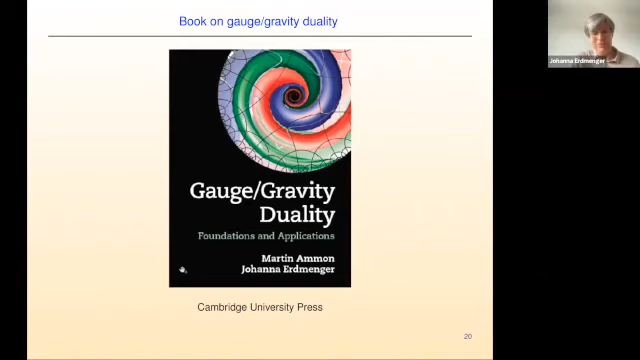 Book on gauge/gravity duality
Johanna Erdmenger
Gauge/Gravity
Duality
Foundations and Applications
Martin Ammon
Johanna Erdmenger
Cambridge University Press
20